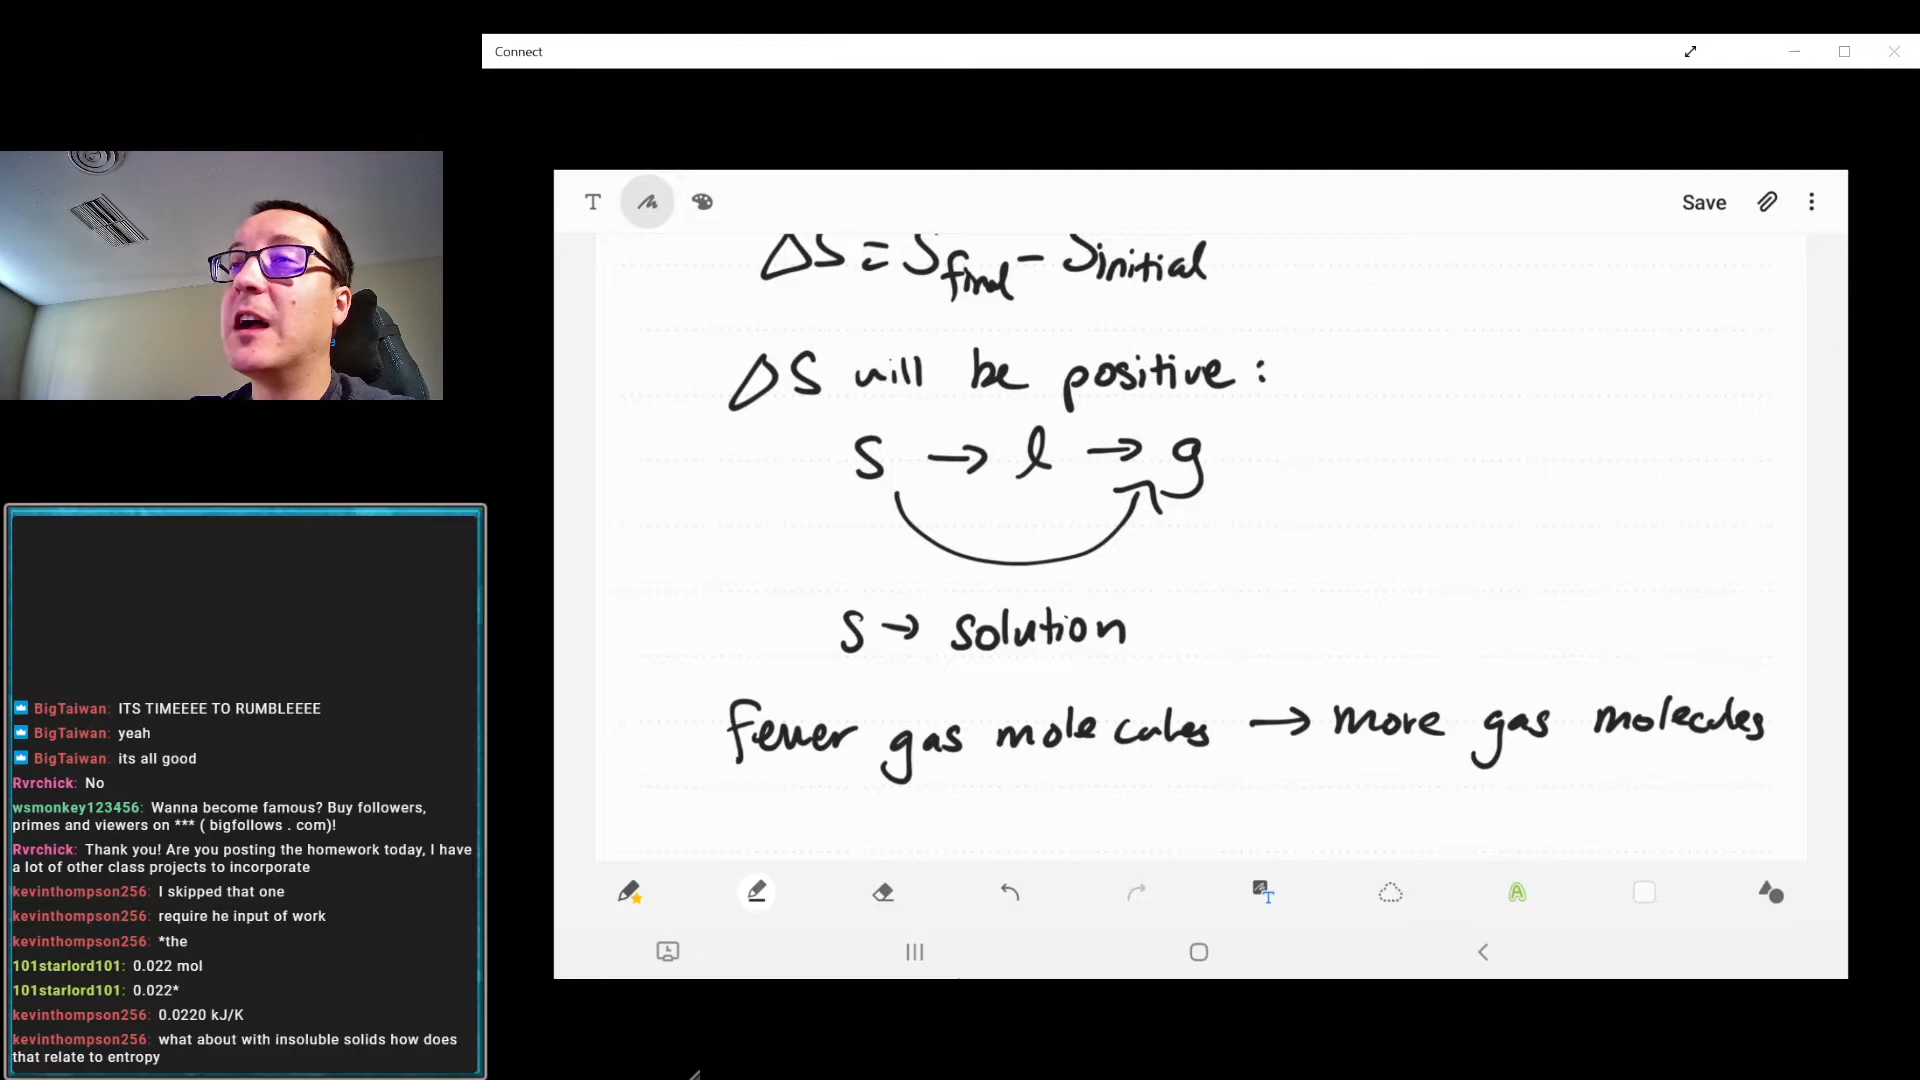 Connect
T
Save
ΔS = Sfinal - Sinitial
ΔS will be positive:
S → l → g
S → solution
fewer gas molecules → more gas molecules
A
T
BigTaiwan: ITS TIMEEEE TO RUMBLEEEE
BigTaiwan: yeah
BigTaiwan: its all good
Rvrchick: No
wsmonkey123456: Wanna become famous? Buy followers,
primes and viewers on *** ( bigfollows . com)!
Rvrchick: Thank you! Are you posting the homework today, I have
a lot of other class projects to incorporate
kevinthompson256: I skipped that one
kevinthompson256: require he input of work
kevinthompson256: *the
101starlord101: 0.022 mol
101starlord101: 0.022*
kevinthompson256: 0.0220 kJ/K
kevinthompson256: what about with insoluble solids how does
that relate to entropy